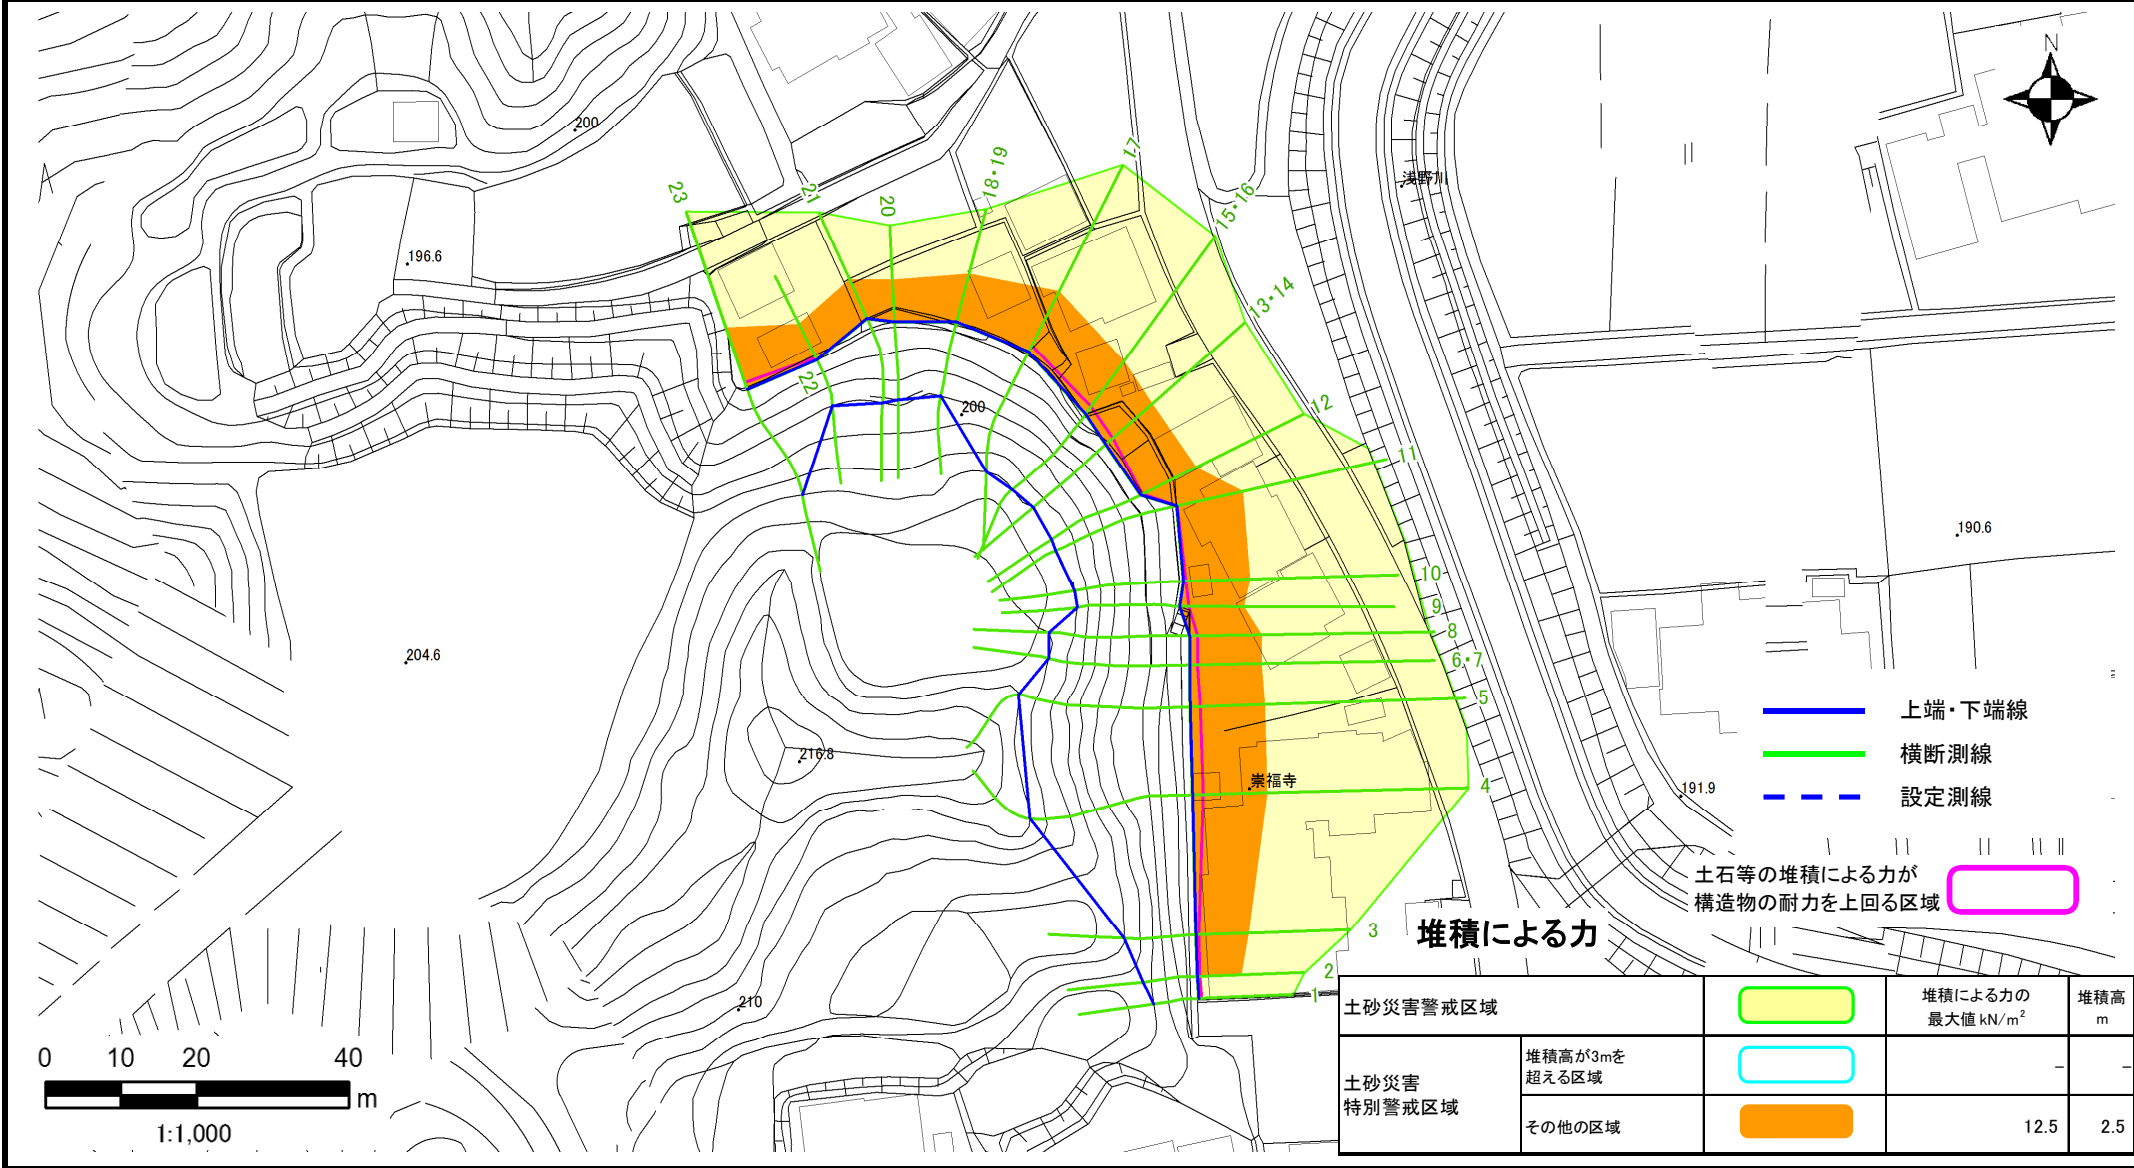 N
200
浅野川
17
18・19
23
21
20
15・16
196.6
13・14
22
200
12
11
190.6
10
9
8
204.6
6・7
5
上端・下端線
216.8
横断測線
崇福寺
4
191.9
設定測線
土石等の堆積による力が
構造物の耐力を上回る区域
3
堆積による力
2
1
210
土砂災害警戒区域
堆積による力の
最大値 kN/m²
堆積高
m
土砂災害
特別警戒区域
堆積高が3mを
超える区域
－
－
その他の区域
12.5
2.5
0 10 20 40
m
1:1,000